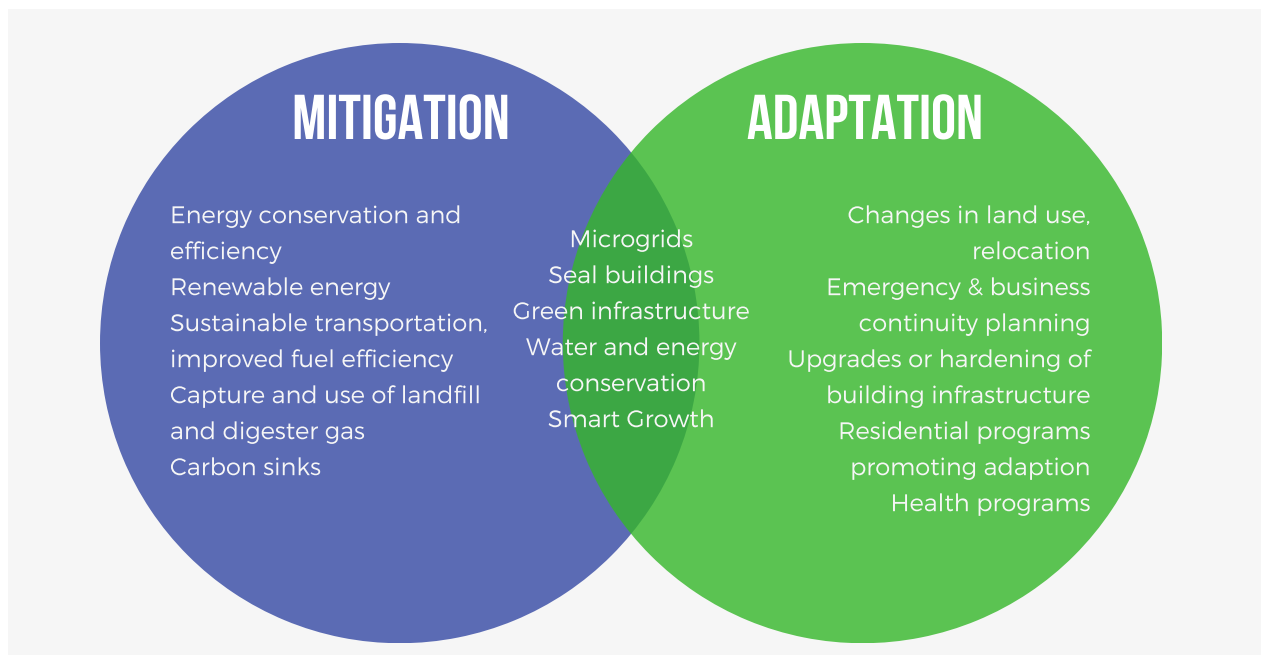 MITIGATION
Energy conservation and
efficiency
Renewable energy
Sustainable transportation,
improved fuel efficiency
Capture and use of landfill
and digester gas
Carbon sinks
Microgrids
Seal buildings
Green infrastructure
Water and energy
conservation
Smart Growth
ADAPTATION
Changes in land use,
relocation
Emergency & business
continuity planning
Upgrades or hardening of
building infrastructure
Residential programs
promoting adaption
Health programs